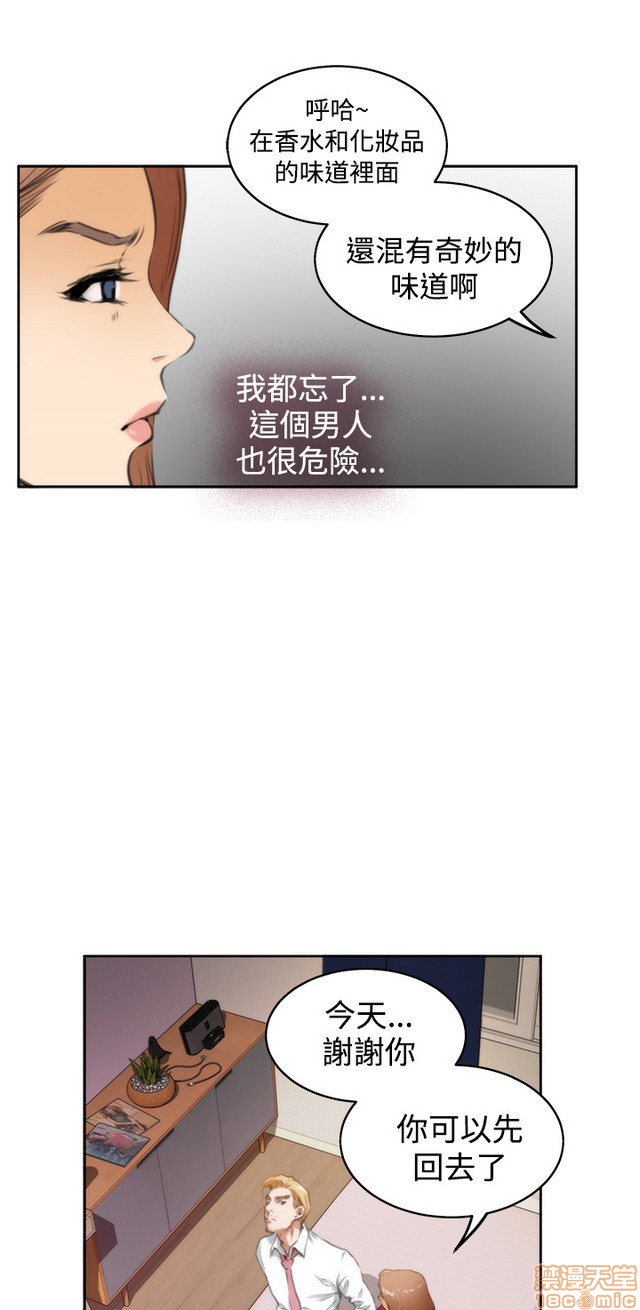 呼哈~
在香水和化妝品
的味道裡面
還混有奇妙的
味道啊
我都忘了...
這個男人
也很危險...
今天...
謝謝你
你可以先
回去了
禁漫天堂
18comic